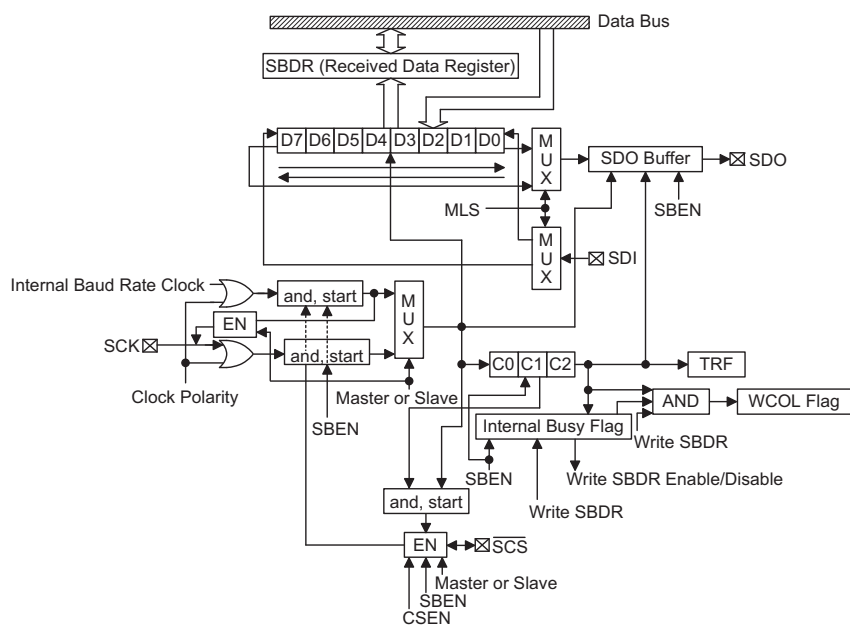 Data Bus
SBDR (Received Data Register)
D7 D6 D5 D4 D3 D2 D1 D0
MUX
SDO Buffer
SDO
MLS
SBEN
MUX
SDI
Internal Baud Rate Clock
and, start
MUX
EN
SCK
and, start
C0 C1 C2
TRF
Clock Polarity
Master or Slave
AND
WCOL Flag
SBEN
Internal Busy Flag
Write SBDR
SBEN
Write SBDR Enable/Disable
and, start
Write SBDR
EN
SCS
Master or Slave
SBEN
CSEN